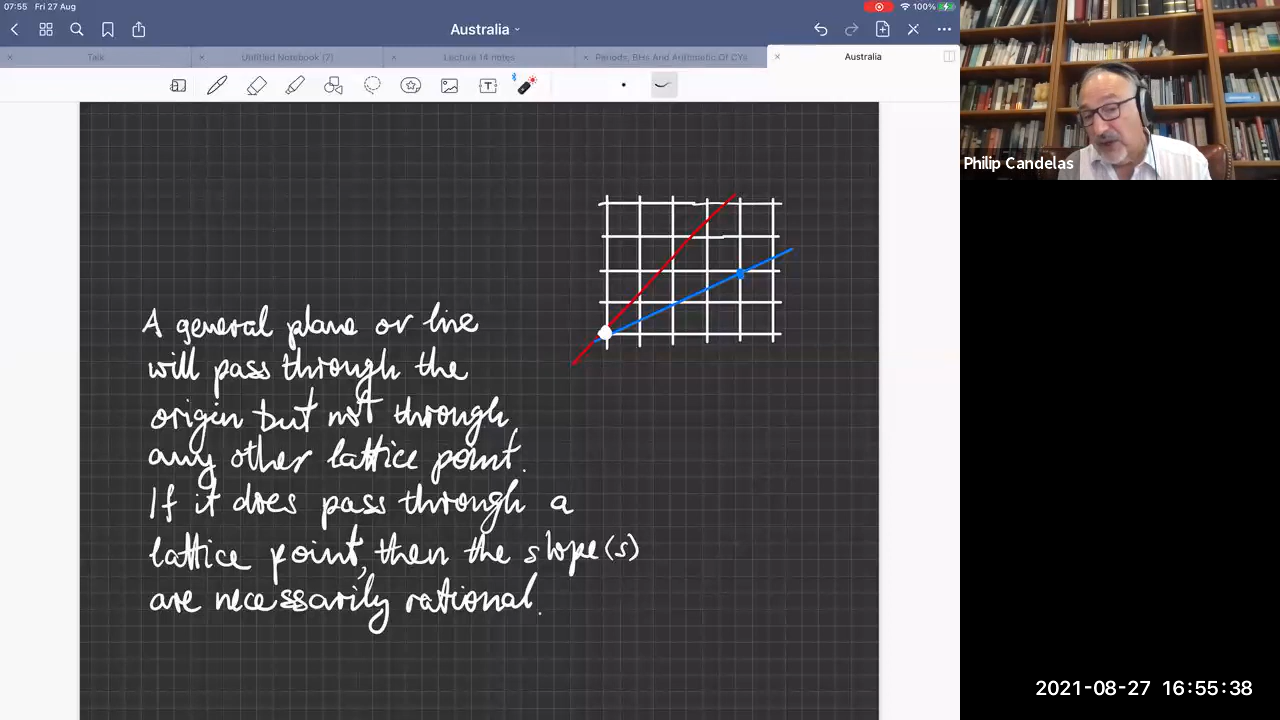 07:55 Fri 27 Aug
100%
Australia
Talk
Untitled Notebook (7)
Lecture 14 notes
Periods, BHs And Arithmetic Of CYs
Australia
Philip Candelas
A general plane or line
will pass through the
origin but not through
any other lattice point.
If it does pass through a
lattice point, then the slope(s)
are necessarily rational.
2021-08-27 16:55:38